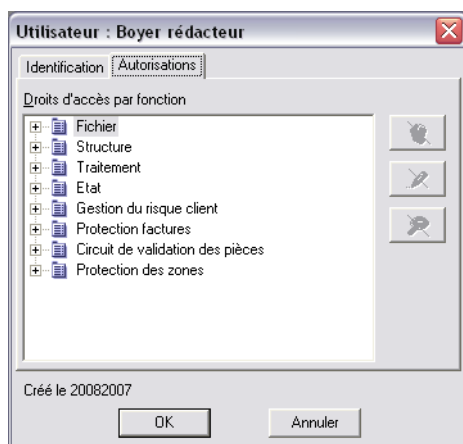 Utilisateur : Boyer rédacteur
Identification Autorisations
Droits d'accès par fonction
Fichier
Structure
Traitement
Etat
Gestion du risque client
Protection factures
Circuit de validation des pièces
Protection des zones
Créé le 20082007
OK Annuler